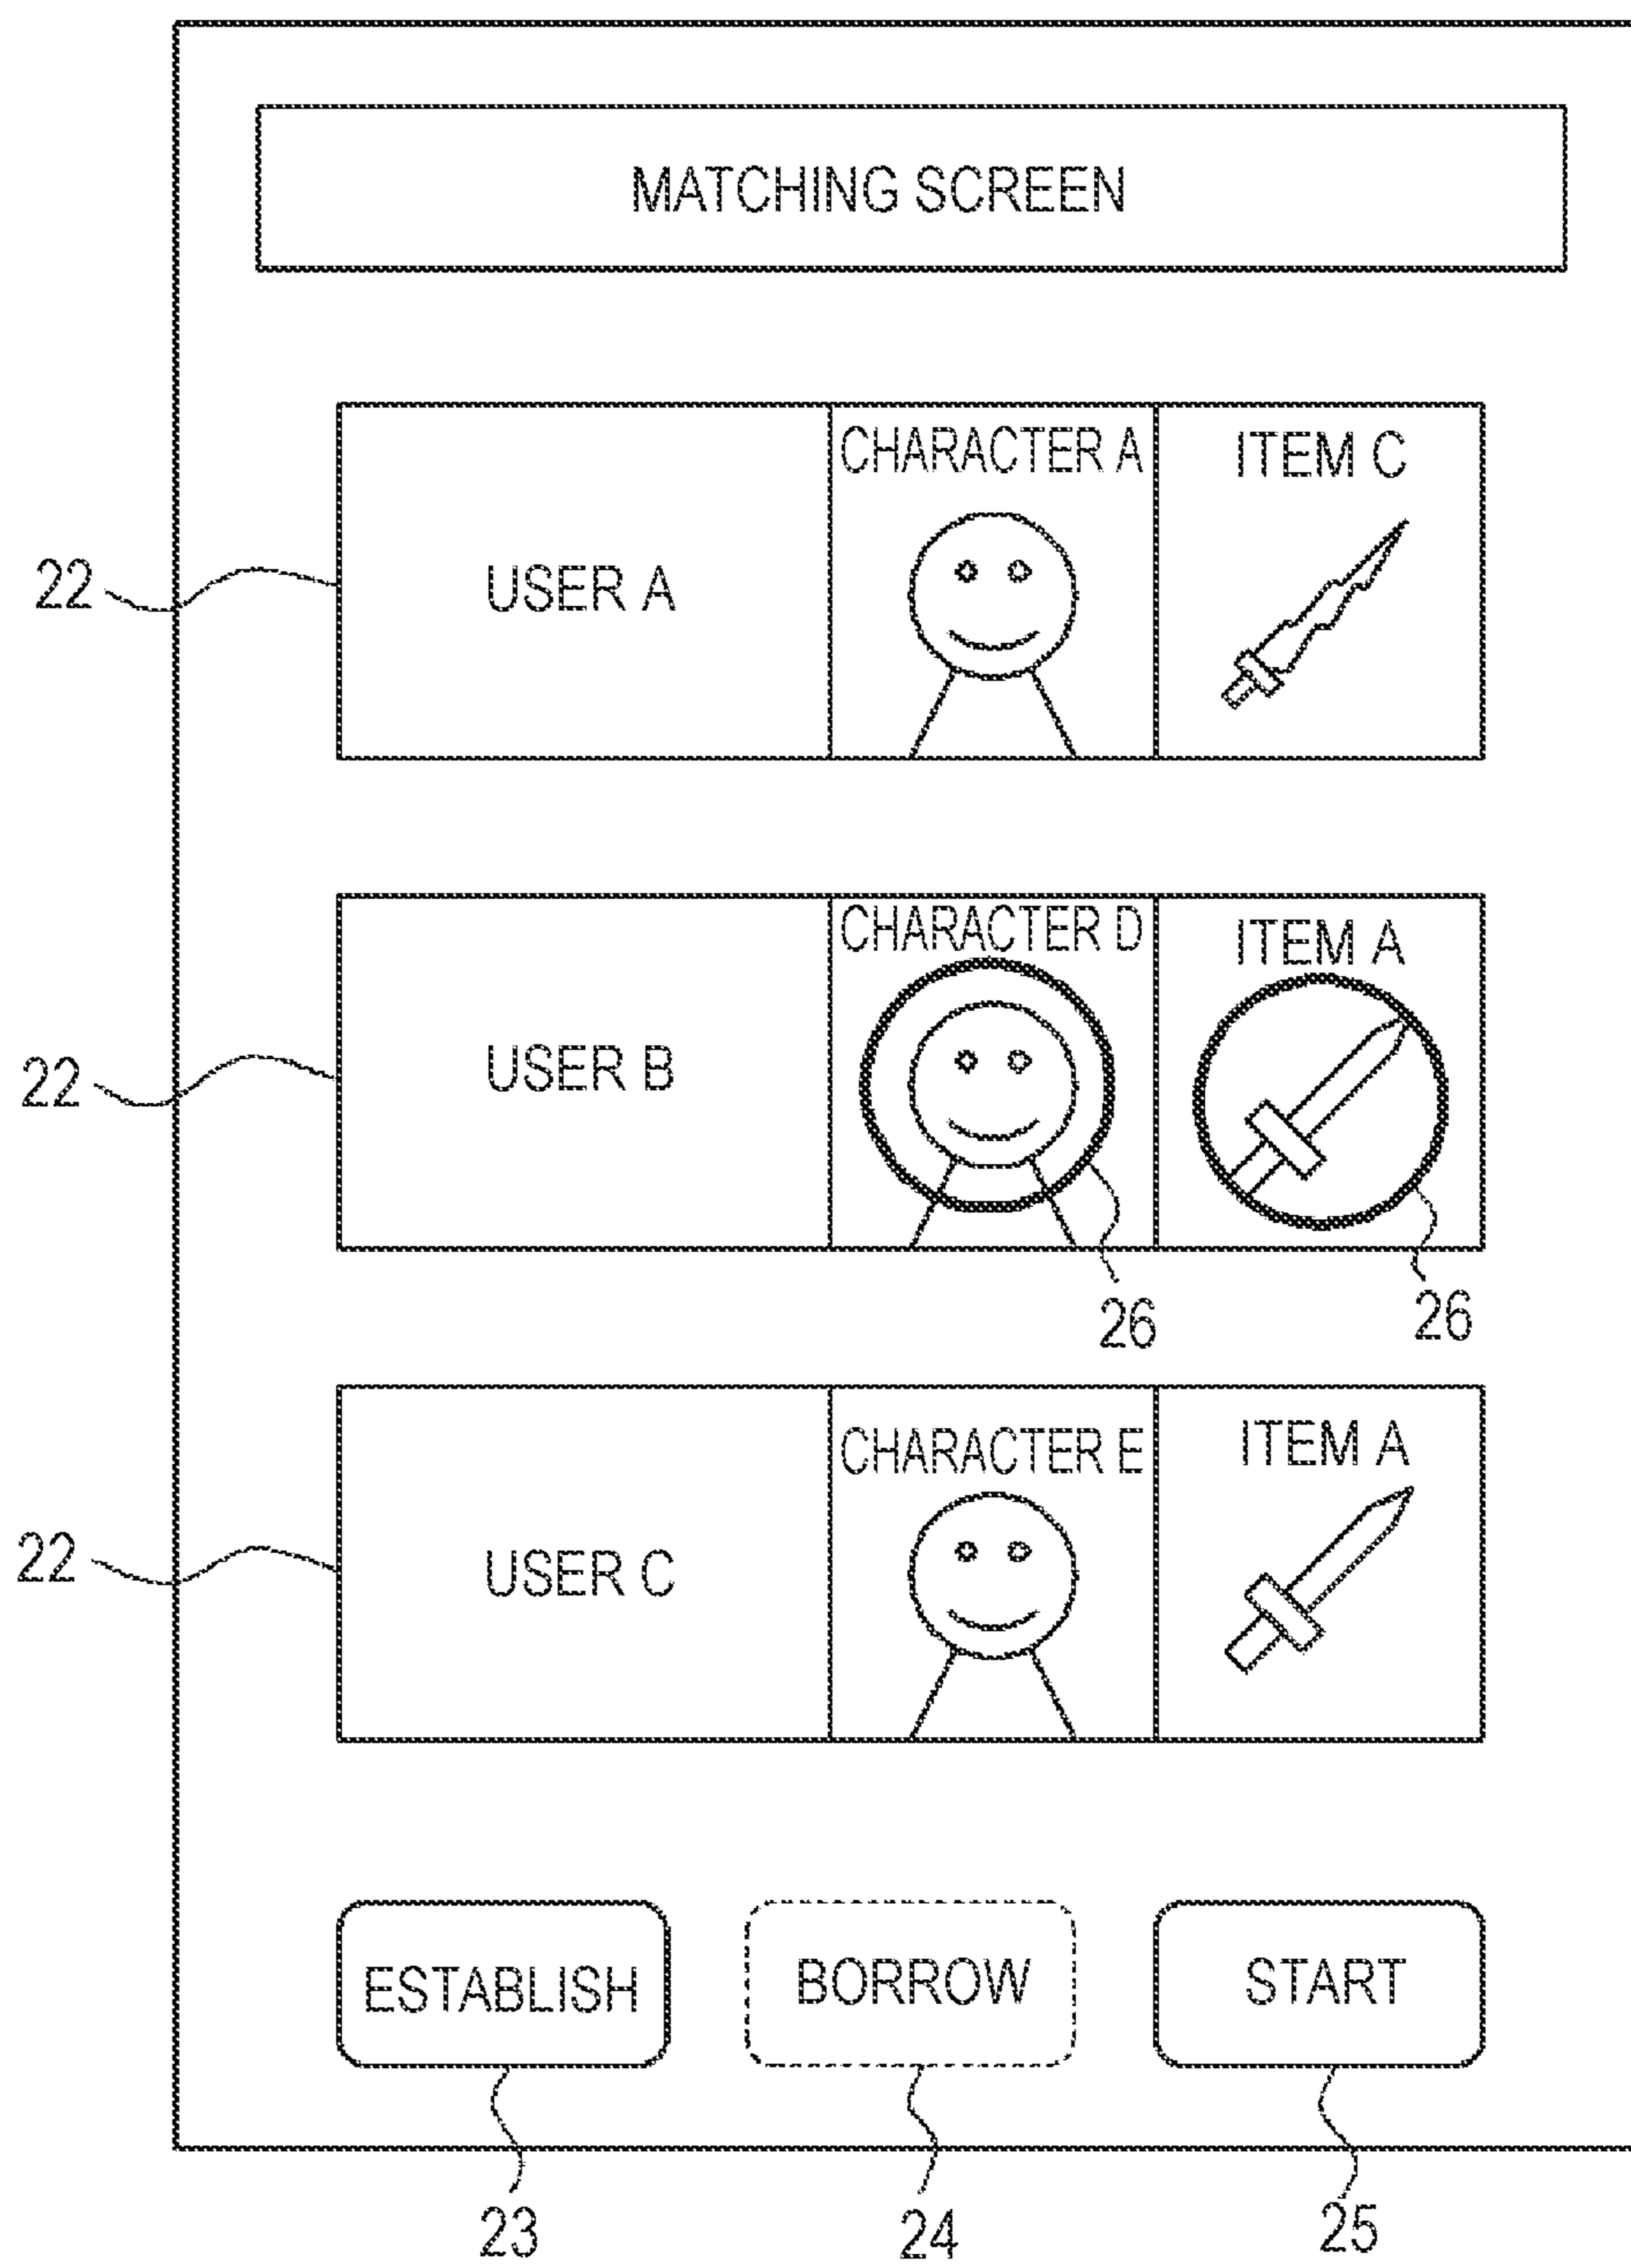 MATCHING SCREEN
CHARACTER A
ITEM C
22
USER A
CHARACTER D
ITEM A
22
USER B
26
26
CHARACTER E
ITEM A
22
USER C
ESTABLISH
BORROW
START
23
24
25